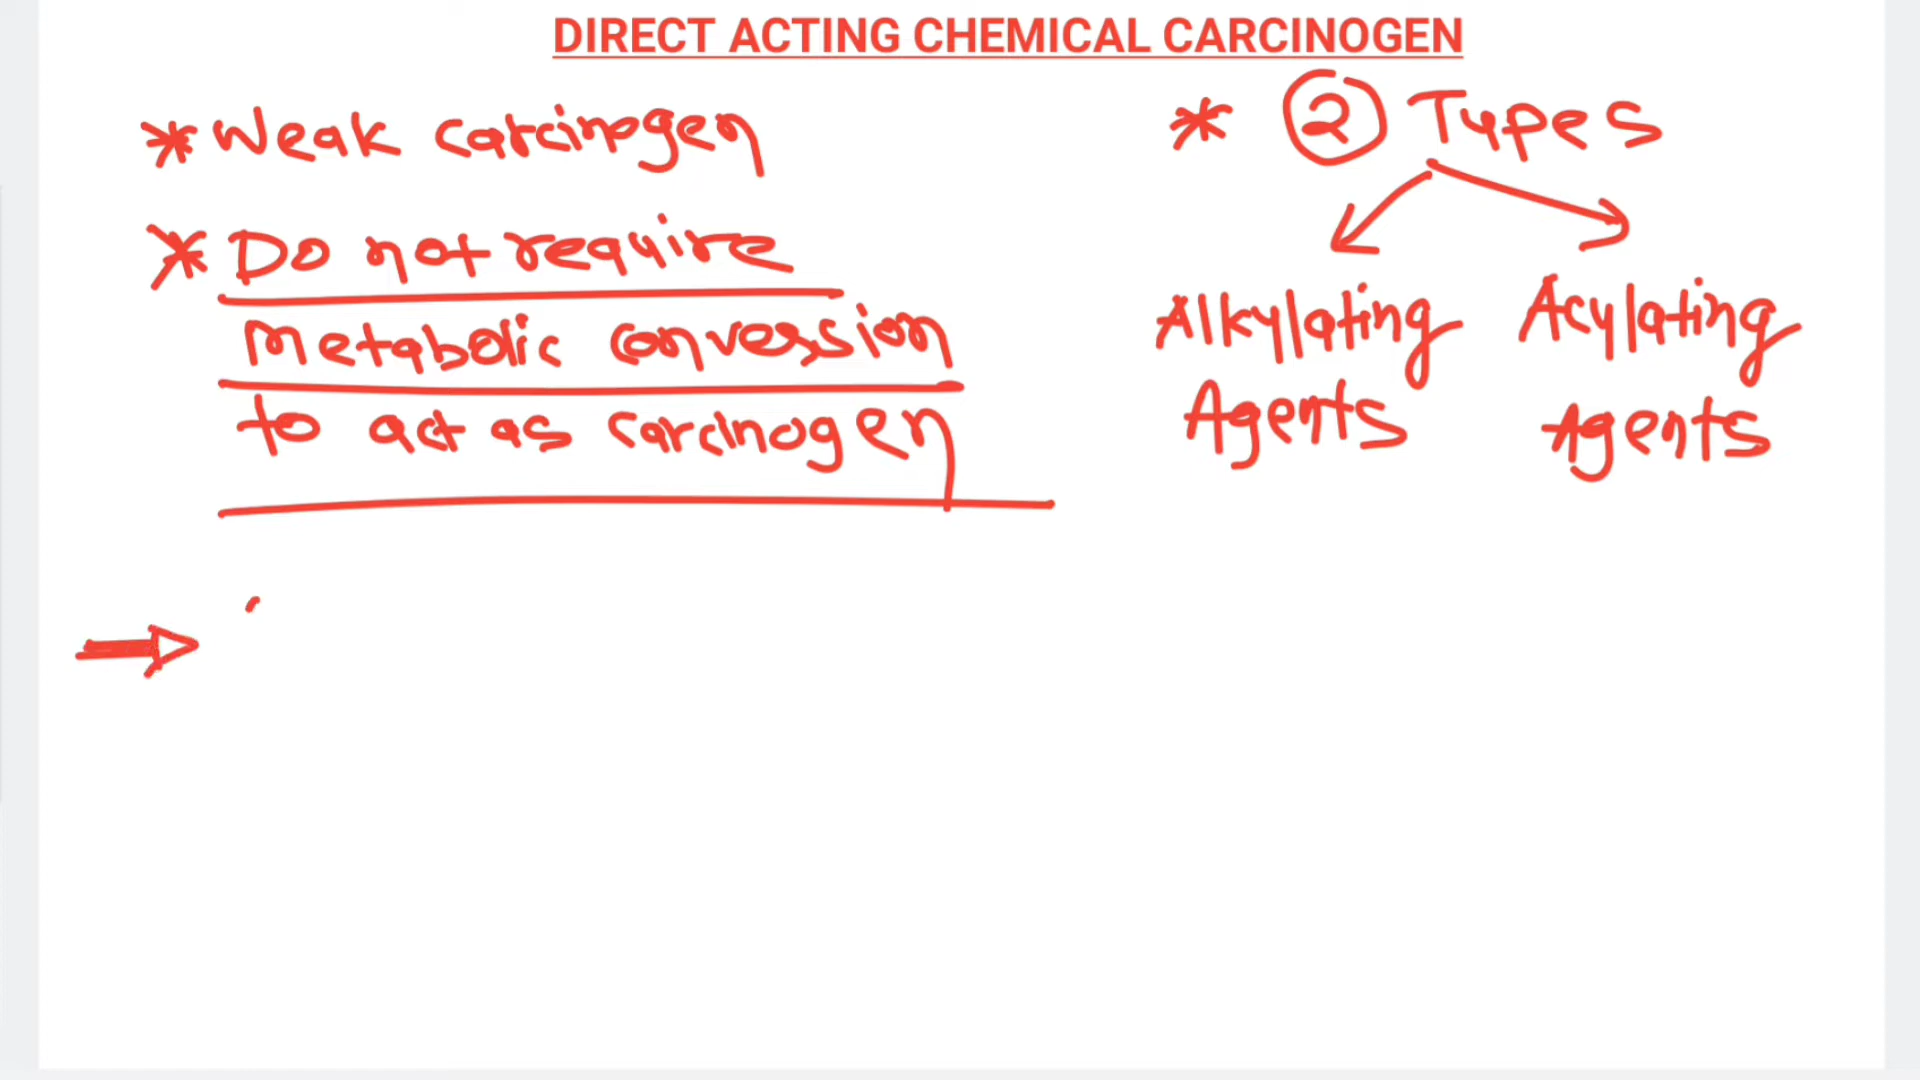 DIRECT ACTING CHEMICAL CARCINOGEN
* Weak carcinogen
* Do not require
metabolic conversion
to act as carcinogen
* 2 Types
Alkylating Acylating
Agents Agents